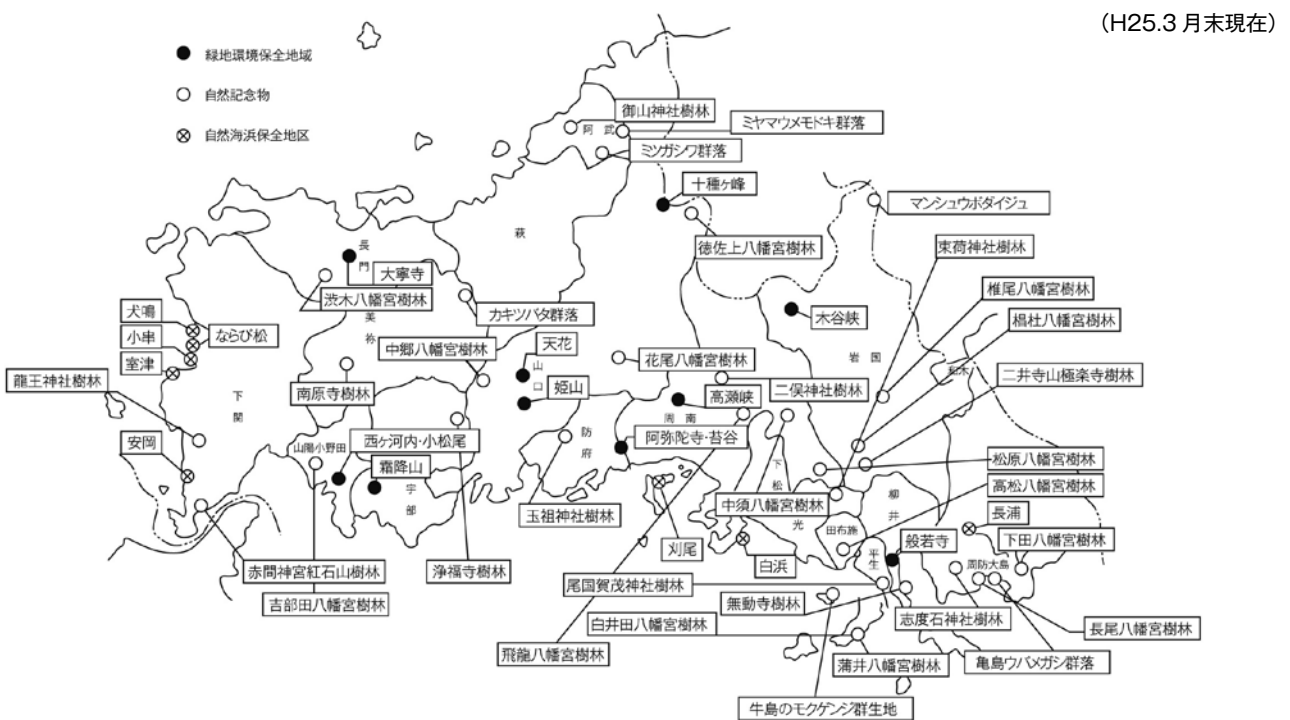 （H25.3 月末現在）
緑地環境保全地域
自然記念物
自然海浜保全地区
御山神社樹林
ミヤマウメモドキ群落
阿武
ミツガシワ群落
十種ヶ峰
マンシュウボダイジュ
萩
徳佐上八幡宮樹林
束荷神社樹林
長門
大寧寺
渋木八幡宮樹林
カキツバタ群落
木谷峡
椎尾八幡宮樹林
犬鳴
ならび松
小串
美祢
中郷八幡宮樹林
天花
椙杜八幡宮樹林
室津
山口
花尾八幡宮樹林
岩国
和木
二井寺山極楽寺樹林
龍王神社樹林
下関
南原寺樹林
姫山
高瀬峡
二俣神社樹林
周南
安岡
山陽小野田
西ヶ河内・小松尾
防府
阿弥陀寺・苔谷
松原八幡宮樹林
霜降山
宇部
下松
高松八幡宮樹林
中須八幡宮樹林
柳井
玉祖神社樹林
光
田布施
長浦
刈尾
白浜
般若寺
下田八幡宮樹林
赤間神宮紅石山樹林
浄福寺樹林
平生
周防大島
尾国賀茂神社樹林
吉部田八幡宮樹林
無動寺樹林
志度石神社樹林
白井田八幡宮樹林
長尾八幡宮樹林
飛龍八幡宮樹林
蒲井八幡宮樹林
亀島ウバメガシ群落
牛島のモクゲンジ群生地